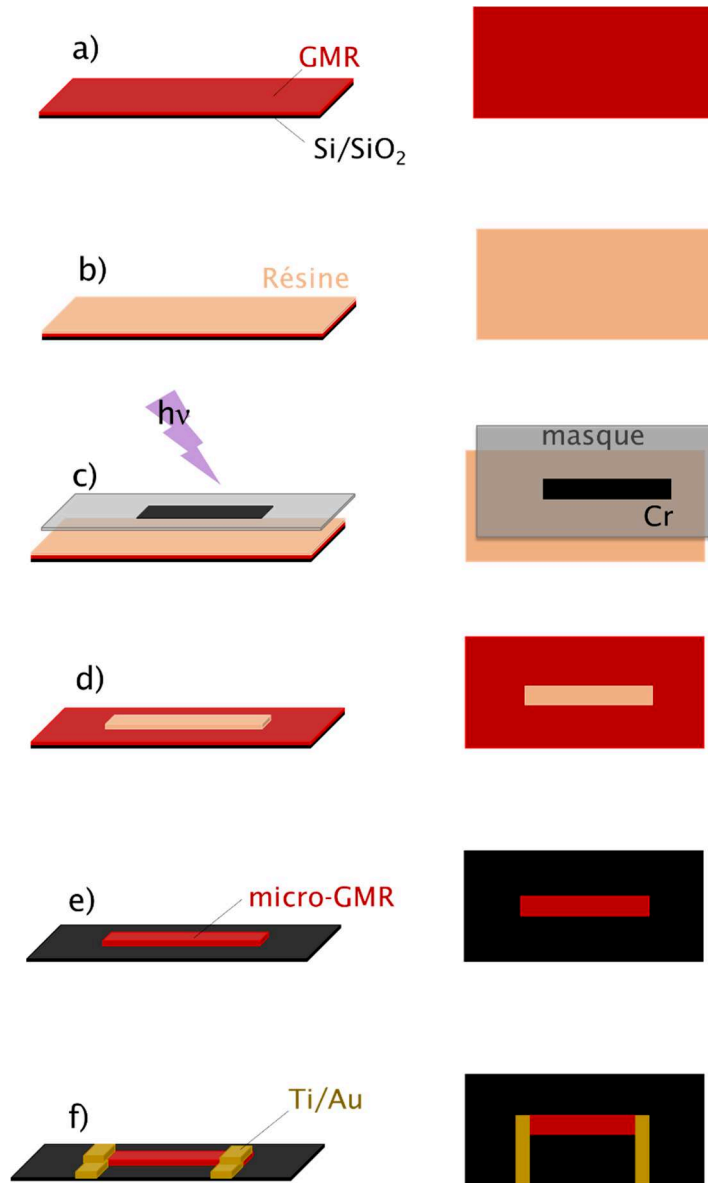 a)
GMR
Si/SiO₂
b)
Résine
hν
c)
masque
Cr
d)
e)
micro-GMR
Ti/Au
f)